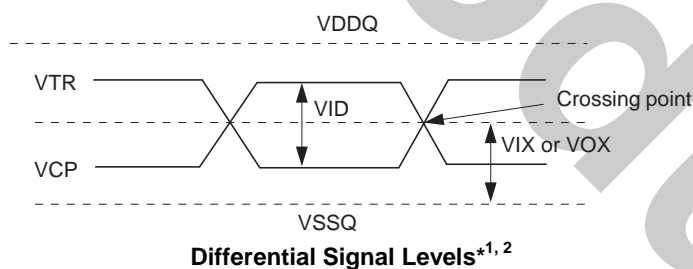 VDDQ
VTR
VID
Crossing point
VIX or VOX
VCP
VSSQ
Differential Signal Levels*1, 2